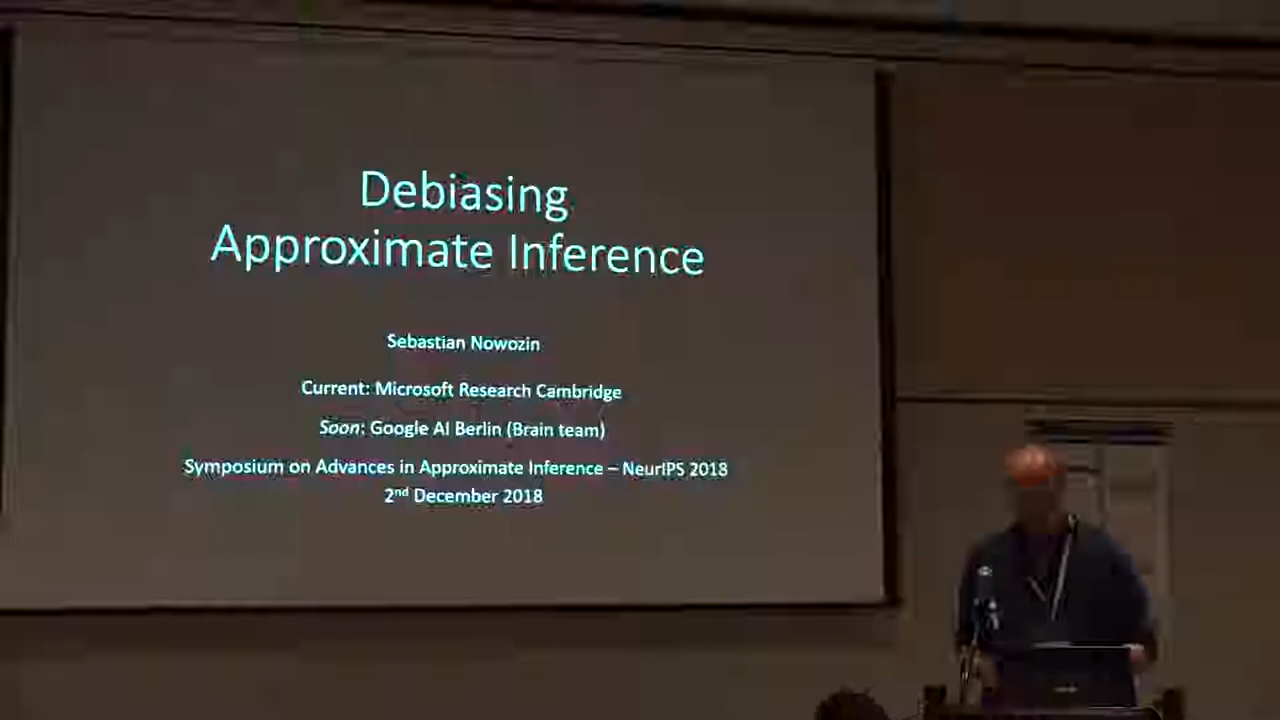 Debiasing
Approximate Inference
Sebastian Nowozin
Current: Microsoft Research Cambridge
Soon: Google AI Berlin (Brain team)
Symposium on Advances in Approximate Inference – NeurIPS 2018
2nd December 2018